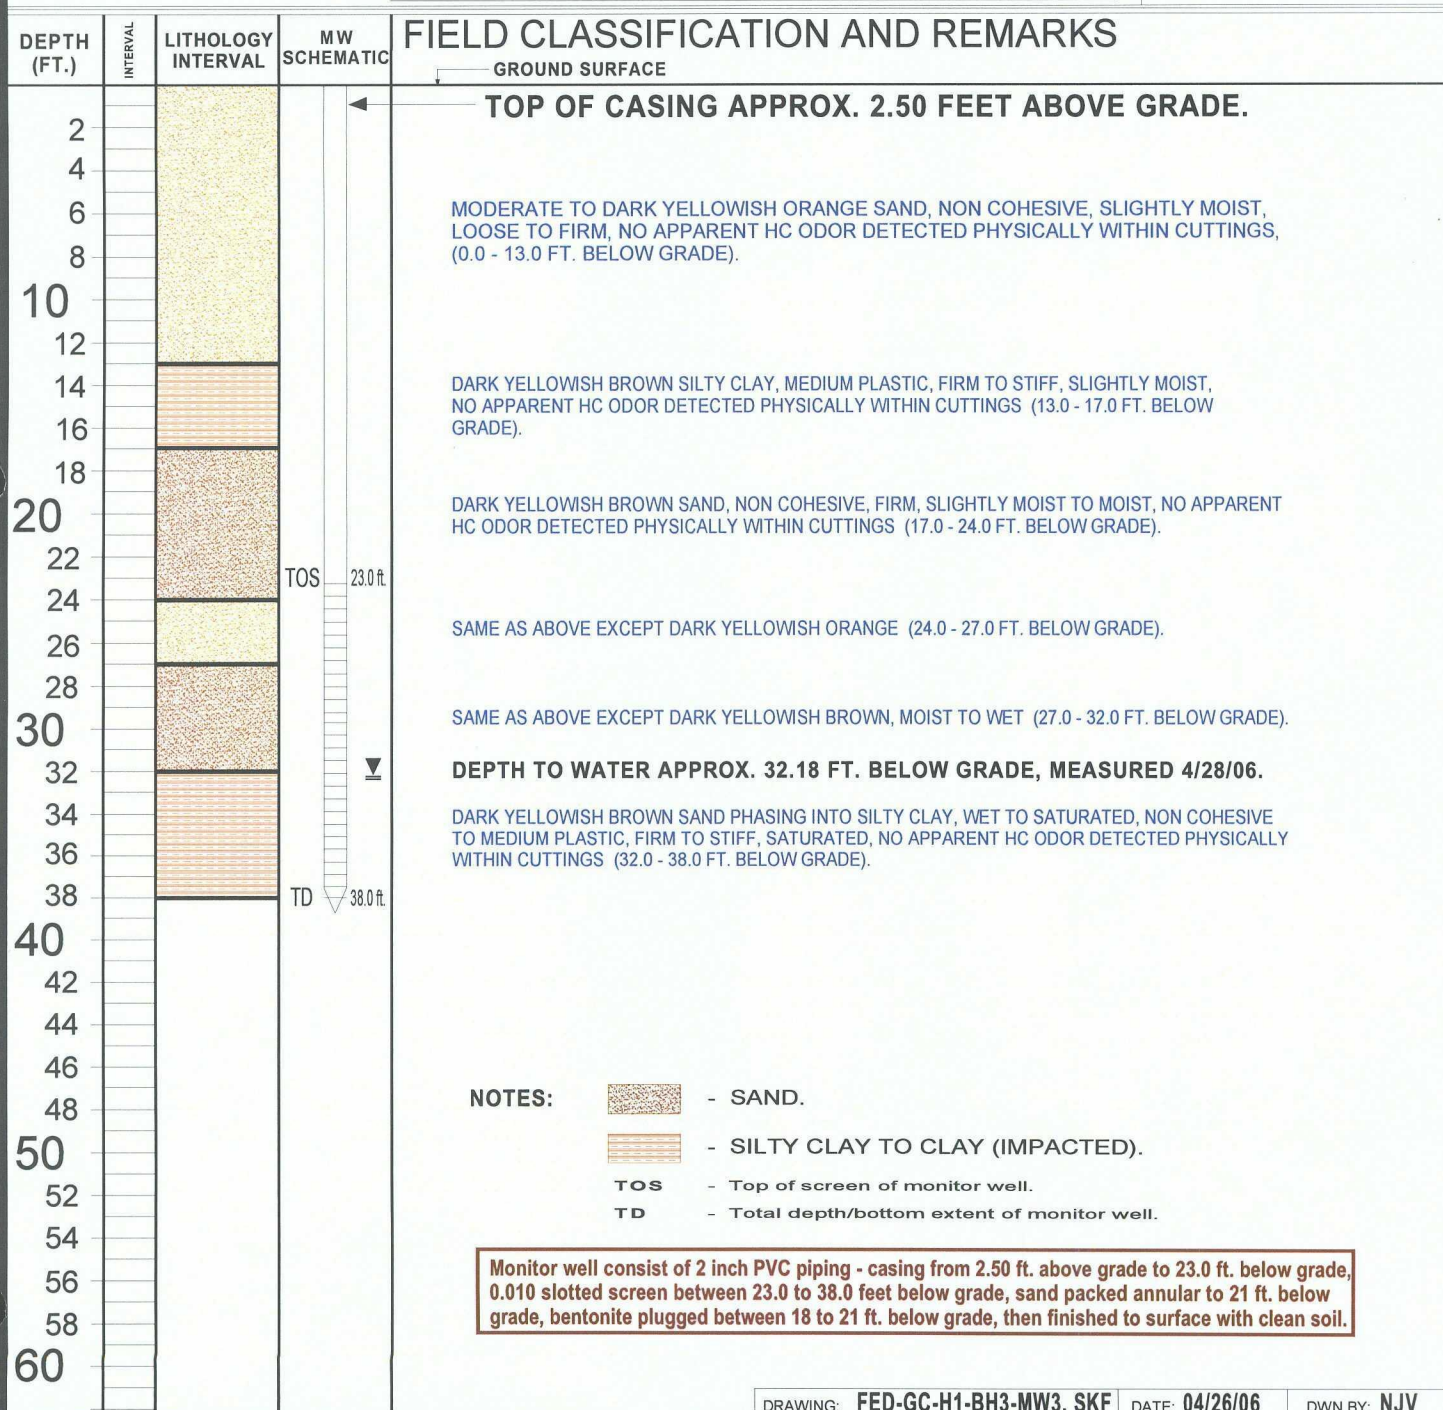 DEPTH
(FT.)
INTERVAL
LITHOLOGY
INTERVAL
MW
SCHEMATIC
FIELD CLASSIFICATION AND REMARKS
GROUND SURFACE
TOP OF CASING APPROX. 2.50 FEET ABOVE GRADE.
2
4
6
8
10
12
14
16
18
20
22
24
26
28
30
32
34
36
38
40
42
44
46
48
50
52
54
56
58
60
TOS 23.0 ft.
TD 38.0 ft.
MODERATE TO DARK YELLOWISH ORANGE SAND, NON COHESIVE, SLIGHTLY MOIST,
LOOSE TO FIRM, NO APPARENT HC ODOR DETECTED PHYSICALLY WITHIN CUTTINGS,
(0.0 - 13.0 FT. BELOW GRADE).
DARK YELLOWISH BROWN SILTY CLAY, MEDIUM PLASTIC, FIRM TO STIFF, SLIGHTLY MOIST,
NO APPARENT HC ODOR DETECTED PHYSICALLY WITHIN CUTTINGS (13.0 - 17.0 FT. BELOW
GRADE).
DARK YELLOWISH BROWN SAND, NON COHESIVE, FIRM, SLIGHTLY MOIST TO MOIST, NO APPARENT
HC ODOR DETECTED PHYSICALLY WITHIN CUTTINGS (17.0 - 24.0 FT. BELOW GRADE).
SAME AS ABOVE EXCEPT DARK YELLOWISH ORANGE (24.0 - 27.0 FT. BELOW GRADE).
SAME AS ABOVE EXCEPT DARK YELLOWISH BROWN, MOIST TO WET (27.0 - 32.0 FT. BELOW GRADE).
DEPTH TO WATER APPROX. 32.18 FT. BELOW GRADE, MEASURED 4/28/06.
DARK YELLOWISH BROWN SAND PHASING INTO SILTY CLAY, WET TO SATURATED, NON COHESIVE
TO MEDIUM PLASTIC, FIRM TO STIFF, SATURATED, NO APPARENT HC ODOR DETECTED PHYSICALLY
WITHIN CUTTINGS (32.0 - 38.0 FT. BELOW GRADE).
NOTES: - SAND.
- SILTY CLAY TO CLAY (IMPACTED).
TOS - Top of screen of monitor well.
TD - Total depth/bottom extent of monitor well.
Monitor well consist of 2 inch PVC piping - casing from 2.50 ft. above grade to 23.0 ft. below grade,
0.010 slotted screen between 23.0 to 38.0 feet below grade, sand packed annular to 21 ft. below
grade, bentonite plugged between 18 to 21 ft. below grade, then finished to surface with clean soil.
DRAWING: FED-GC-H1-BH3-MW3. SKF DATE: 04/26/06 DWN BY: NJV